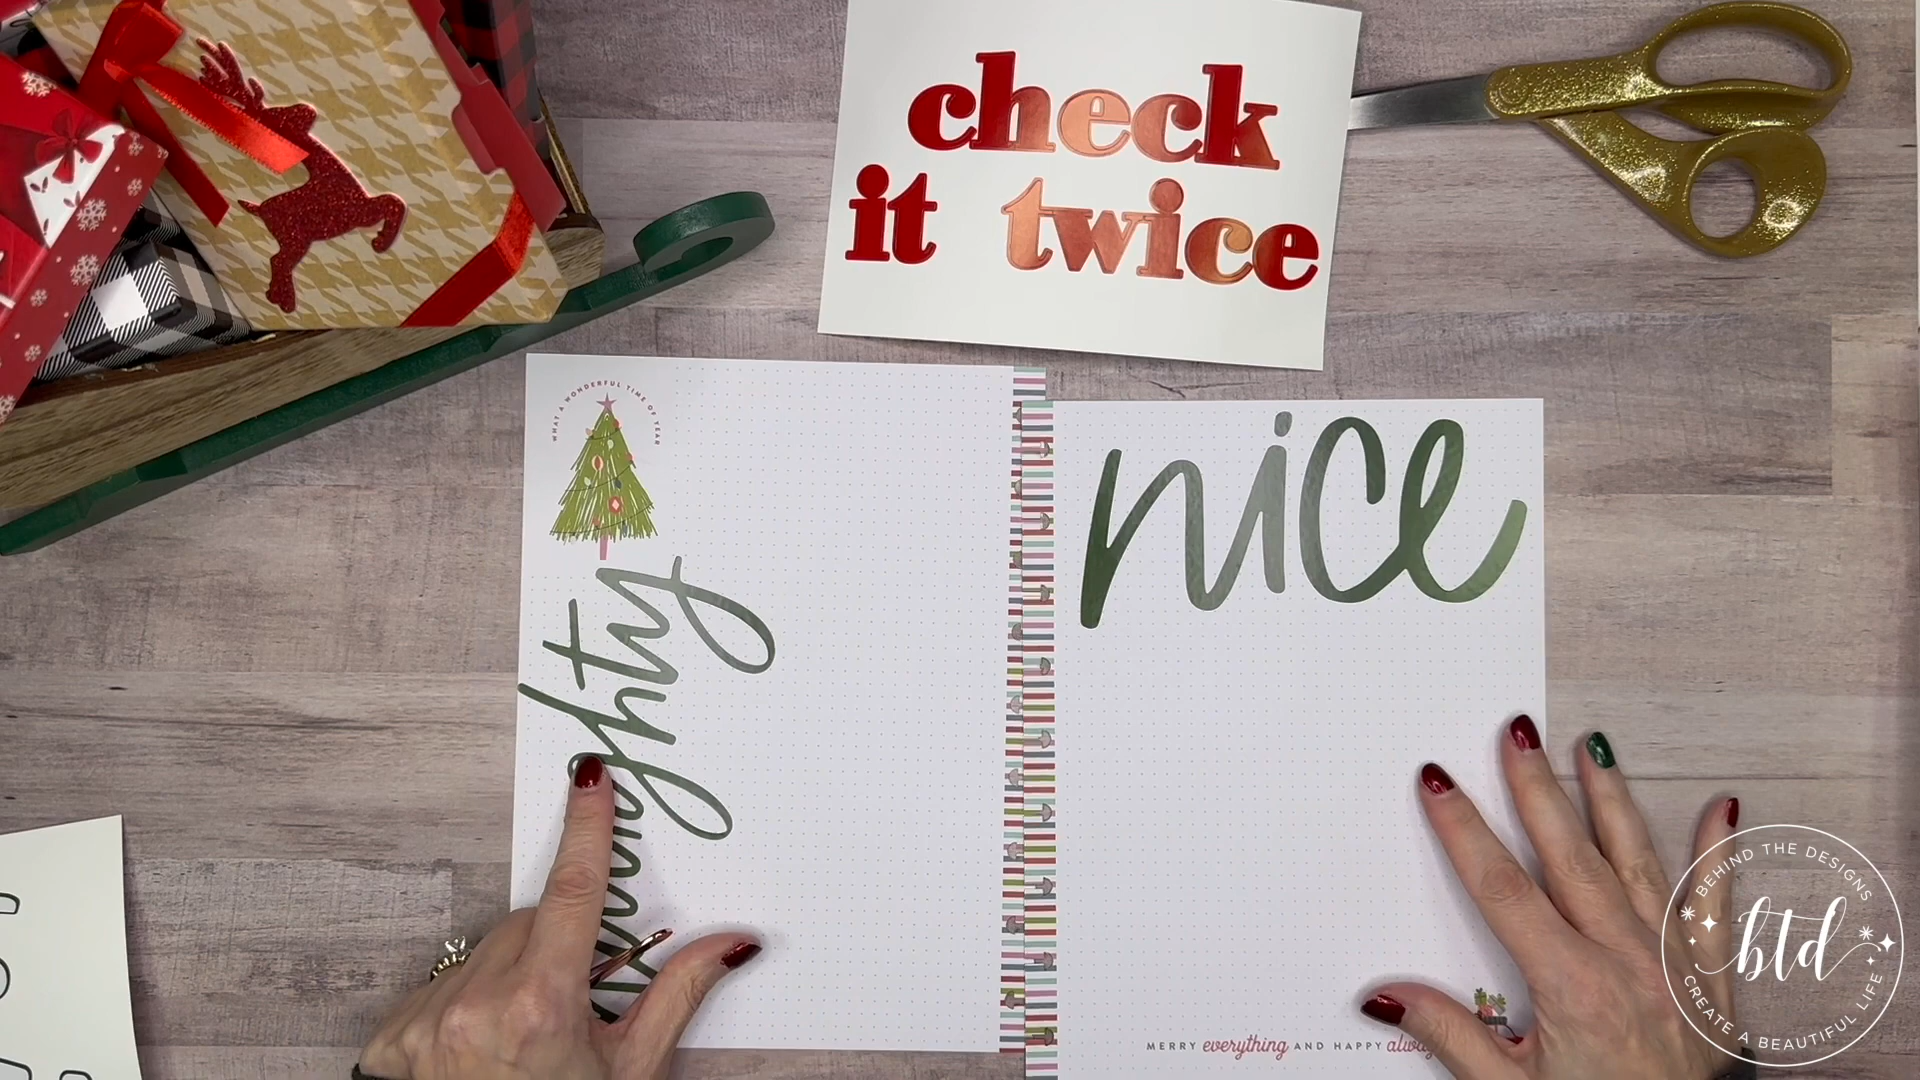 check
it twice
WHAT A WONDERFUL TIME OF YEAR
naughty
nice
MERRY everything AND HAPPY always
BEHIND THE DESIGNS
btd
CREATE A BEAUTIFUL LIFE